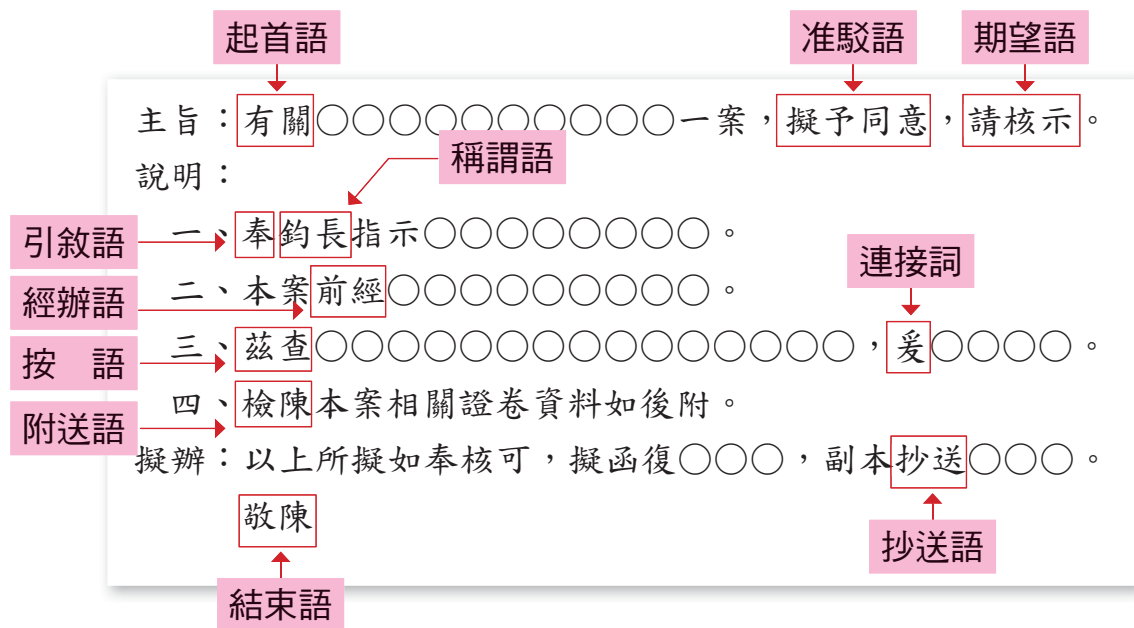 起首語
准駁語
期望語
主旨：有關○○○○○○○○○○一案，擬予同意，請核示。
稱謂語
說明：
引敘語
一、奉鈞長指示○○○○○○○○。
連接詞
經辦語
二、本案前經○○○○○○○○○。
按　語
三、茲查○○○○○○○○○○○○○○○，爰○○○○。
附送語
四、檢陳本案相關證卷資料如後附。
擬辦：以上所擬如奉核可，擬函復○○○，副本抄送○○○。
敬陳
抄送語
結束語